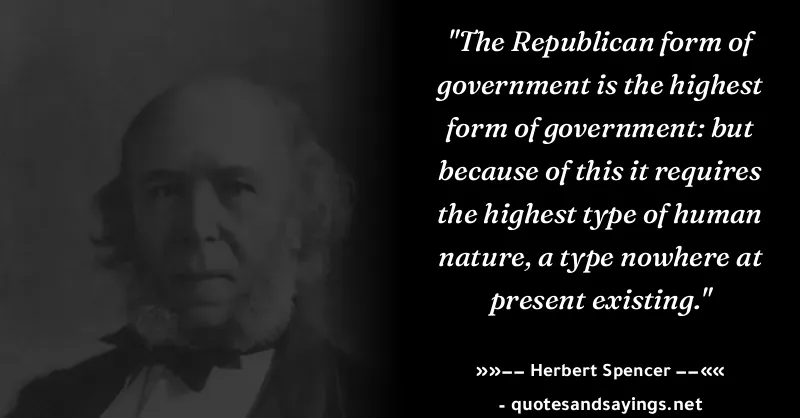 "The Republican form of
government is the highest
form of government: but
because of this it requires
the highest type of human
nature, a type nowhere at
present existing."
»»–– Herbert Spencer ––««
- quotesandsayings.net